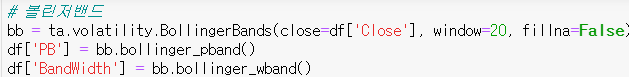 # 볼린저밴드
bb = ta.volatility.BollingerBands(close=df['Close'], window=20, fillna=False)
df['PB'] = bb.bollinger_pband()
df['BandWidth'] = bb.bollinger_wband()